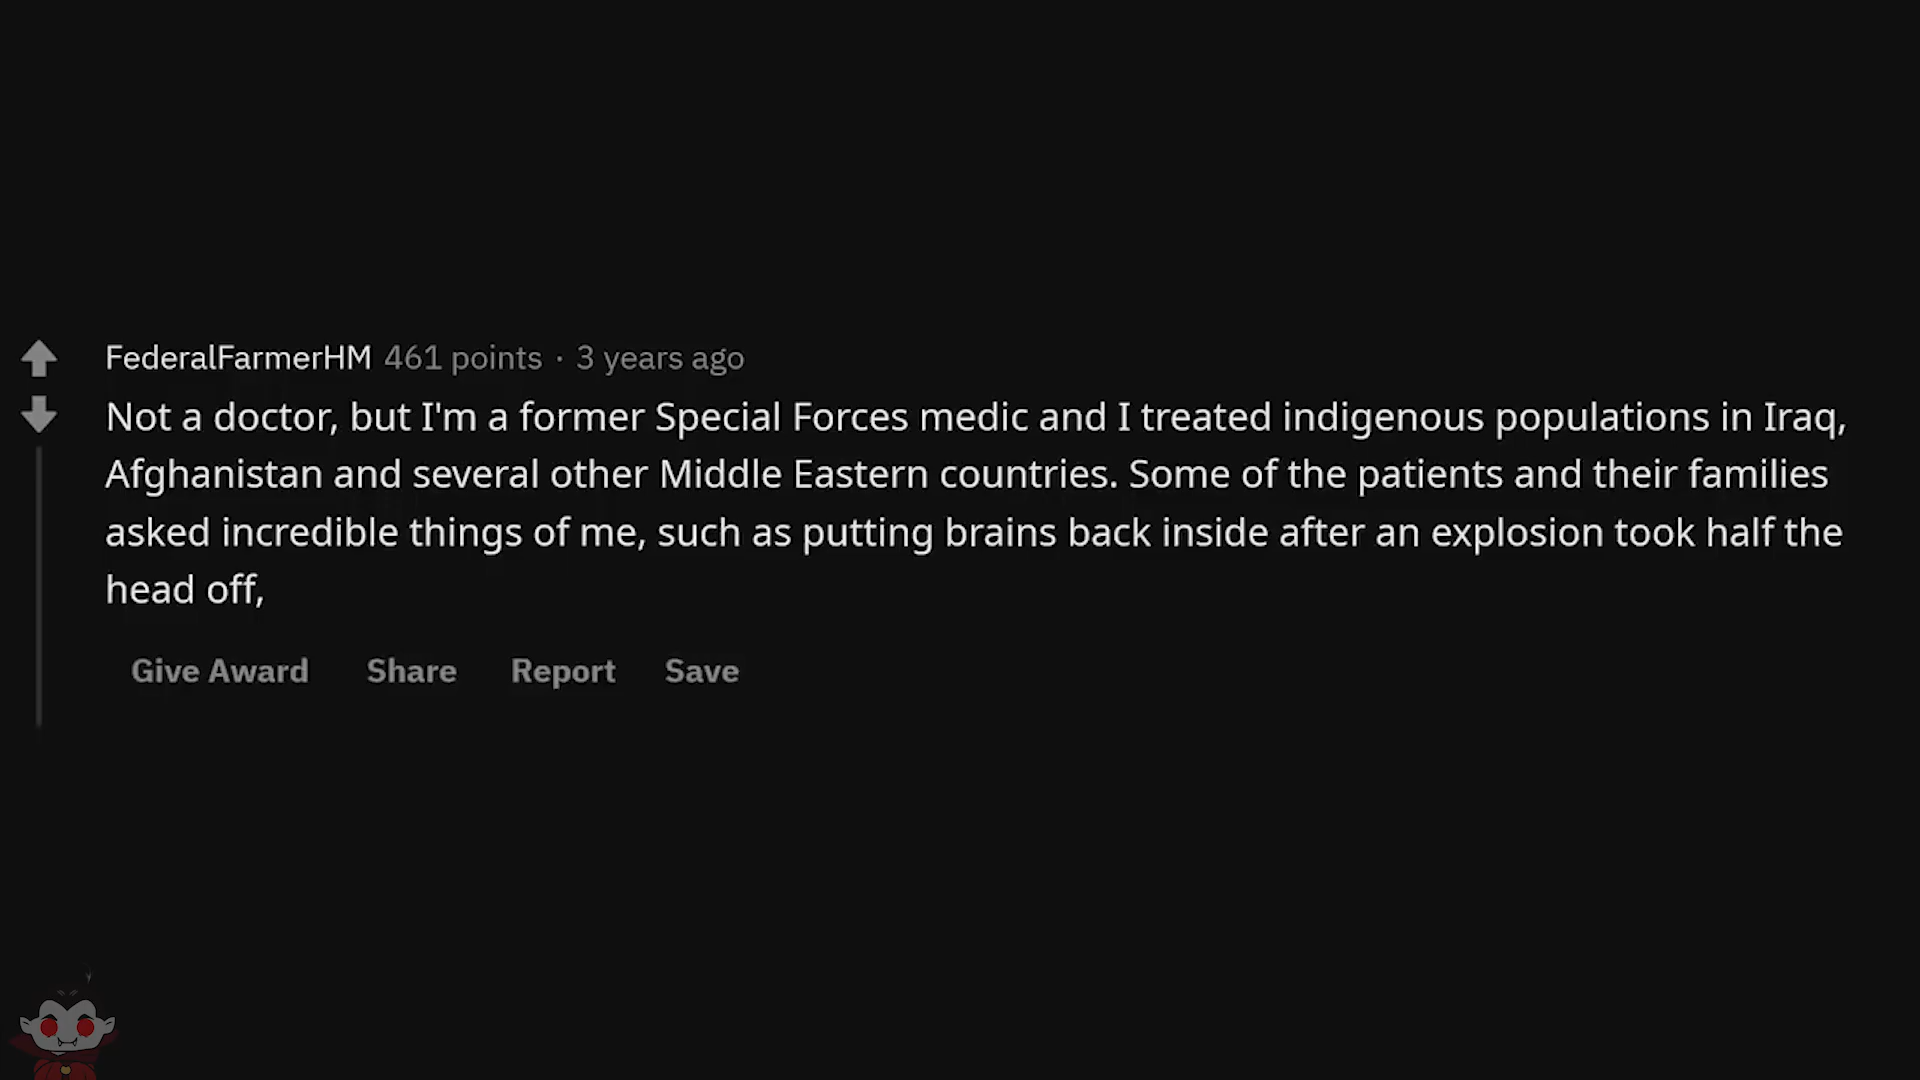 FederalFarmerHM 461 points · 3 years ago
Not a doctor, but I'm a former Special Forces medic and I treated indigenous populations in Iraq,
Afghanistan and several other Middle Eastern countries. Some of the patients and their families
asked incredible things of me, such as putting brains back inside after an explosion took half the
head off,
Give Award Share Report Save